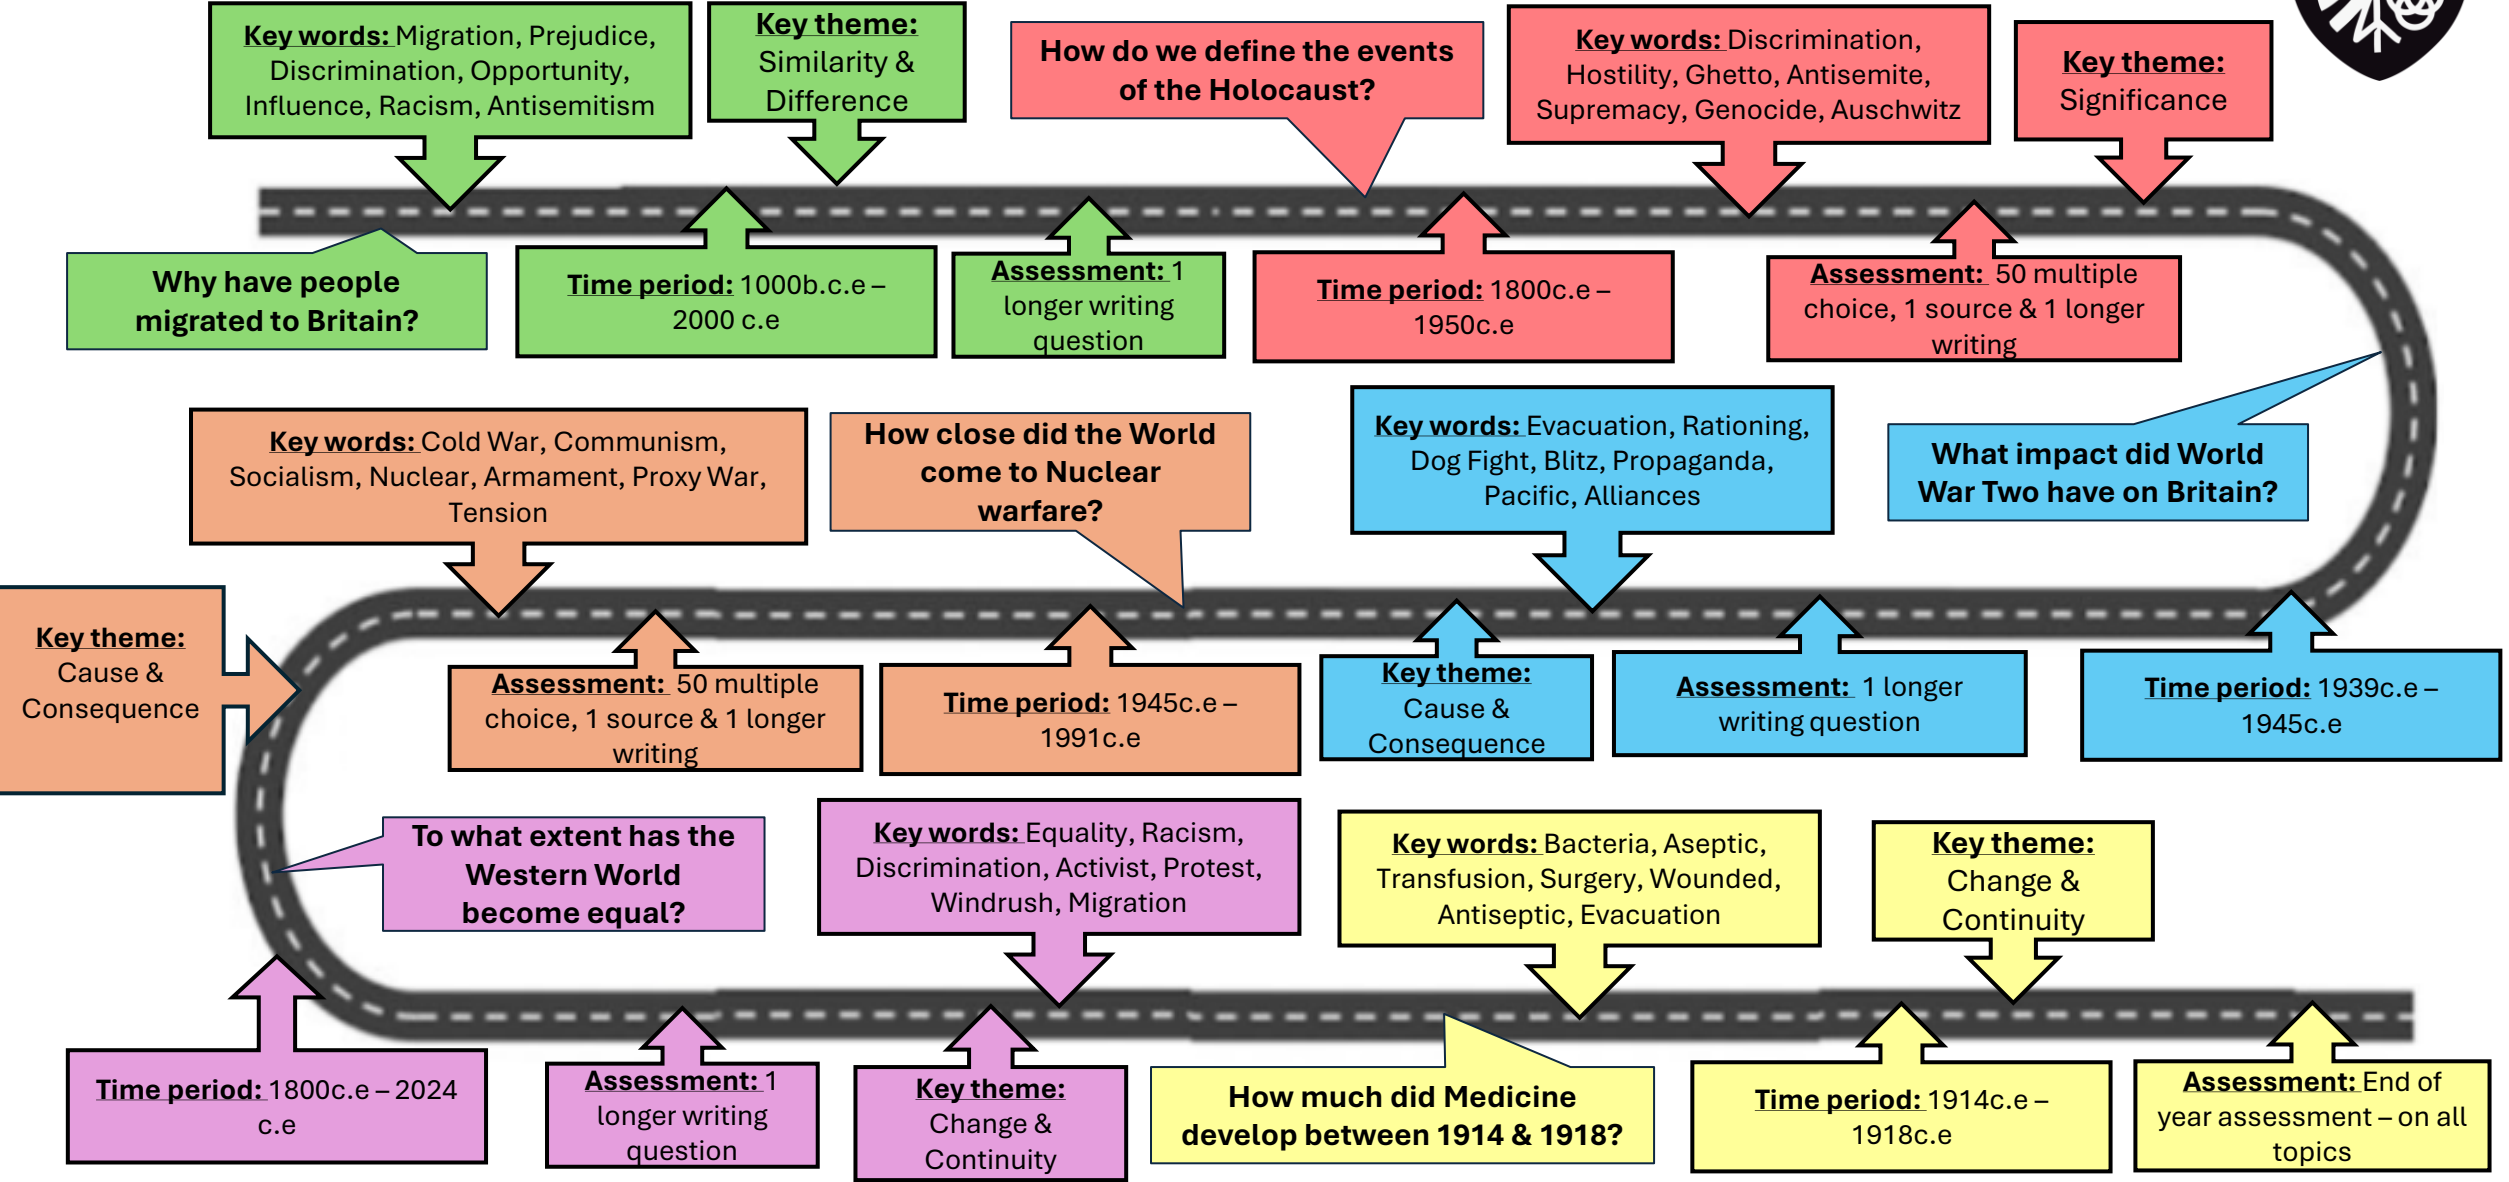 Key words: Migration, Prejudice,
Discrimination, Opportunity,
Influence, Racism, Antisemitism
Key theme:
Similarity &
Difference
How do we define the events
of the Holocaust?
Key words: Discrimination,
Hostility, Ghetto, Antisemite,
Supremacy, Genocide, Auschwitz
Key theme:
Significance
Why have people
migrated to Britain?
Time period: 1000b.c.e –
2000 c.e
Assessment: 1
longer writing
question
Time period: 1800c.e –
1950c.e
Assessment: 50 multiple
choice, 1 source & 1 longer
writing
Key words: Cold War, Communism,
Socialism, Nuclear, Armament, Proxy War,
Tension
How close did the World
come to Nuclear
warfare?
Key words: Evacuation, Rationing,
Dog Fight, Blitz, Propaganda,
Pacific, Alliances
What impact did World
War Two have on Britain?
Key theme:
Cause &
Consequence
Assessment: 50 multiple
choice, 1 source & 1 longer
writing
Time period: 1945c.e –
1991c.e
Key theme:
Cause &
Consequence
Assessment: 1 longer
writing question
Time period: 1939c.e –
1945c.e
To what extent has the
Western World
become equal?
Key words: Equality, Racism,
Discrimination, Activist, Protest,
Windrush, Migration
Key words: Bacteria, Aseptic,
Transfusion, Surgery, Wounded,
Antiseptic, Evacuation
Key theme:
Change &
Continuity
Time period: 1800c.e – 2024
c.e
Assessment: 1
longer writing
question
Key theme:
Change &
Continuity
How much did Medicine
develop between 1914 & 1918?
Time period: 1914c.e –
1918c.e
Assessment: End of
year assessment – on all
topics